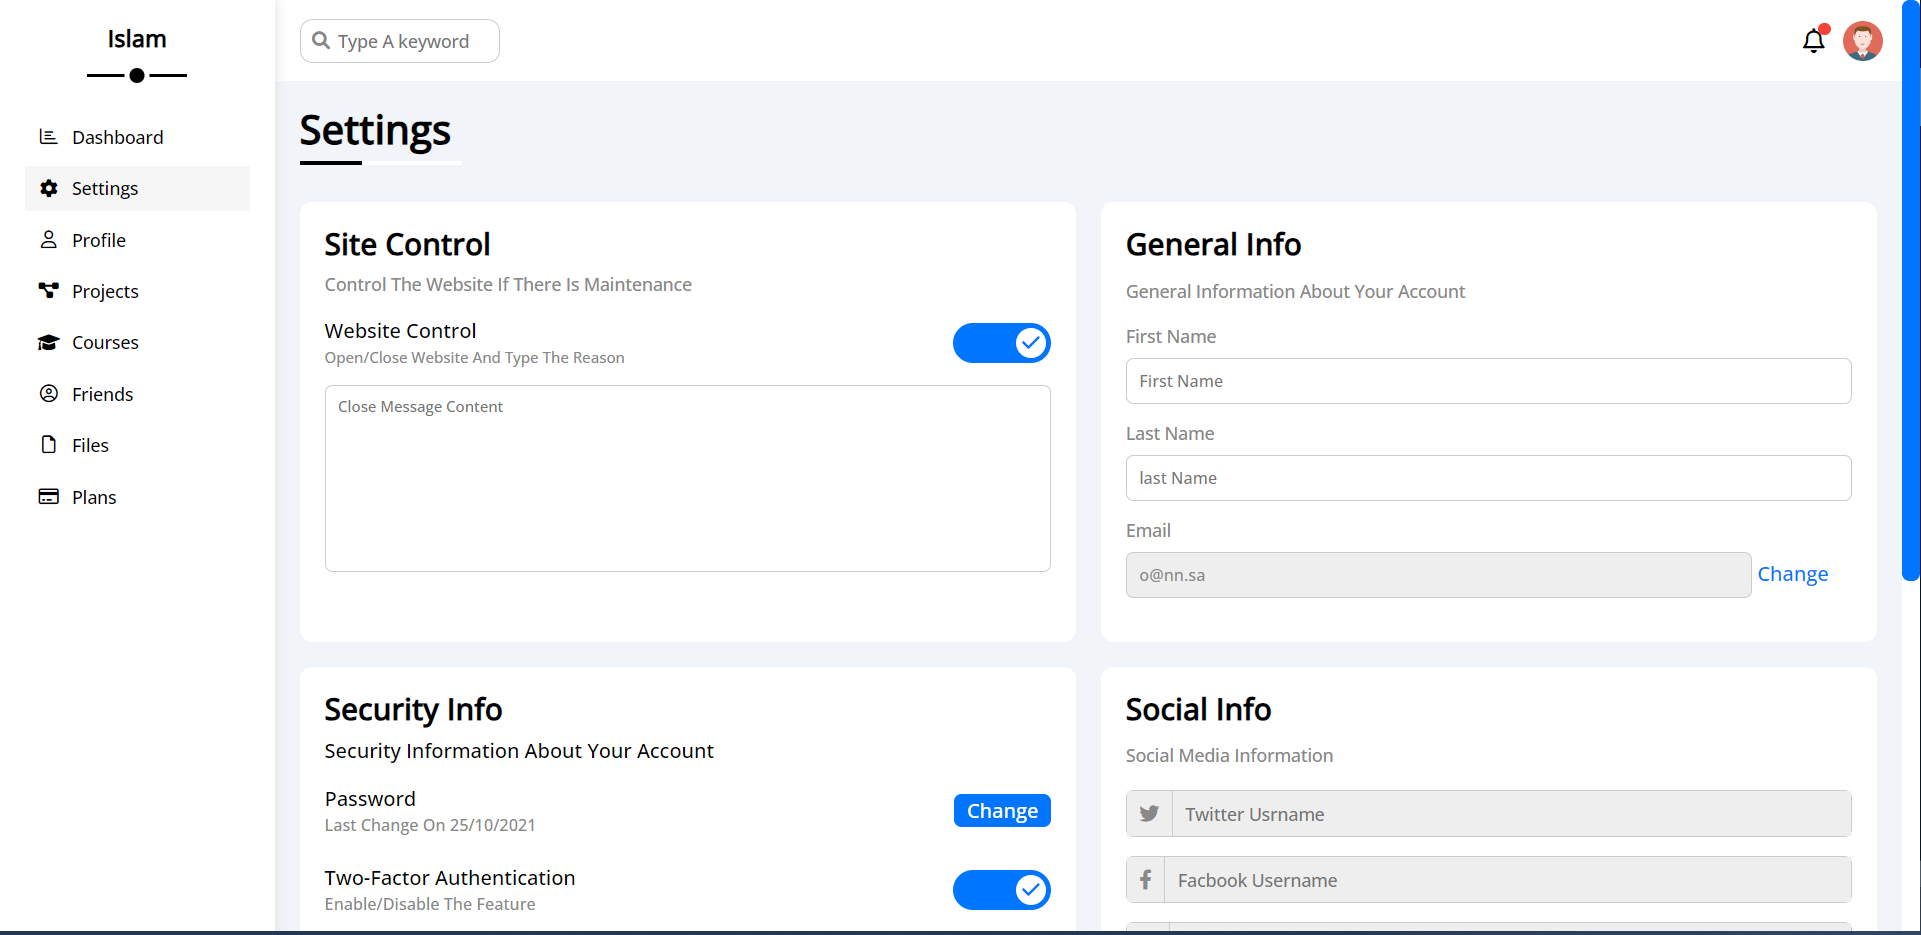 Islam
Type A keyword
Dashboard
Settings
Profile
Projects
Courses
Friends
Files
Plans
Settings
Site Control
Control The Website If There Is Maintenance
Website Control
Open/Close Website And Type The Reason
Close Message Content
General Info
General Information About Your Account
First Name
First Name
Last Name
last Name
Email
o@nn.sa Change
Security Info
Security Information About Your Account
Password
Last Change On 25/10/2021
Change
Two-Factor Authentication
Enable/Disable The Feature
Social Info
Social Media Information
Twitter Usrname
Facbook Username